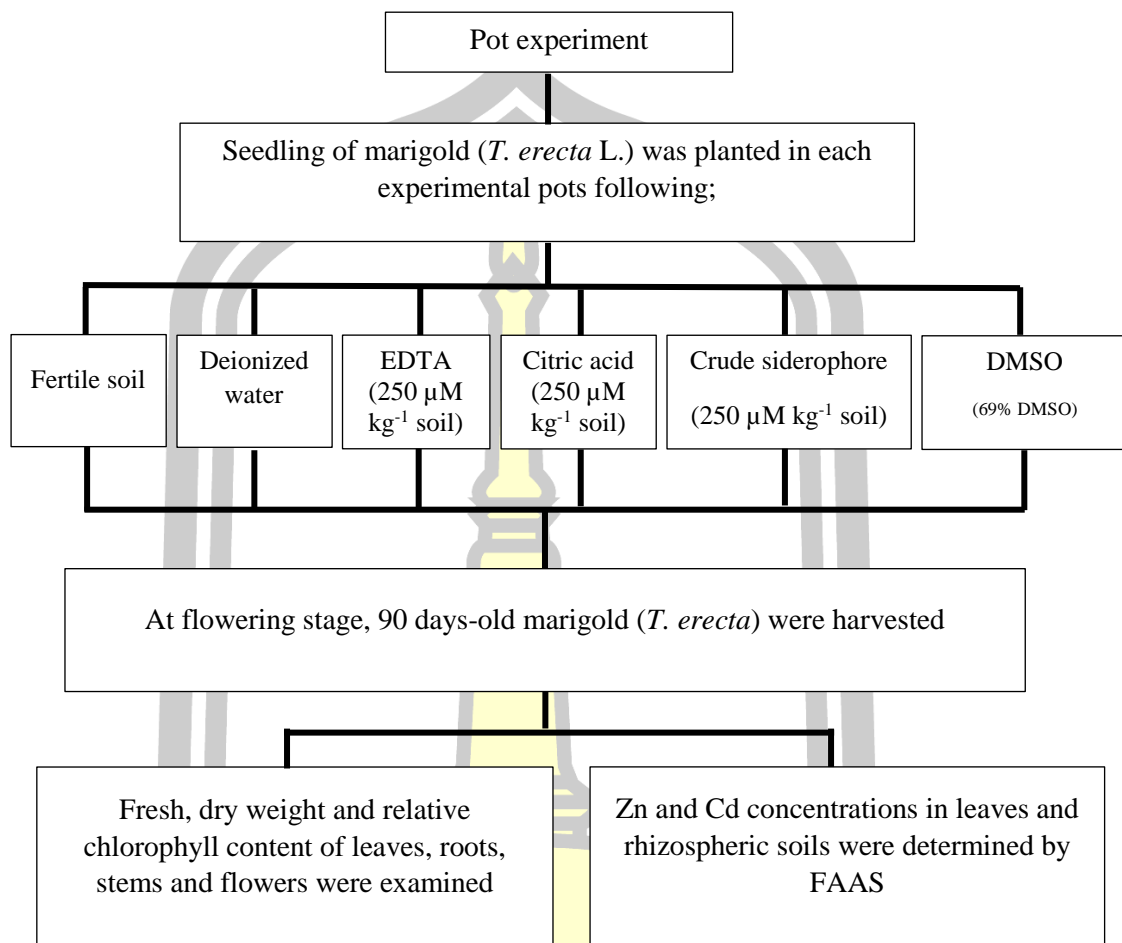 Pot experiment
Seedling of marigold (T. erecta L.) was planted in each
experimental pots following;
Fertile soil
Deionized
water
EDTA
(250 µM
kg-1 soil)
Citric acid
(250 µM
kg-1 soil)
Crude siderophore
(250 µM kg-1 soil)
DMSO
(69% DMSO)
At flowering stage, 90 days-old marigold (T. erecta) were harvested
Fresh, dry weight and relative
chlorophyll content of leaves, roots,
stems and flowers were examined
Zn and Cd concentrations in leaves and
rhizospheric soils were determined by
FAAS